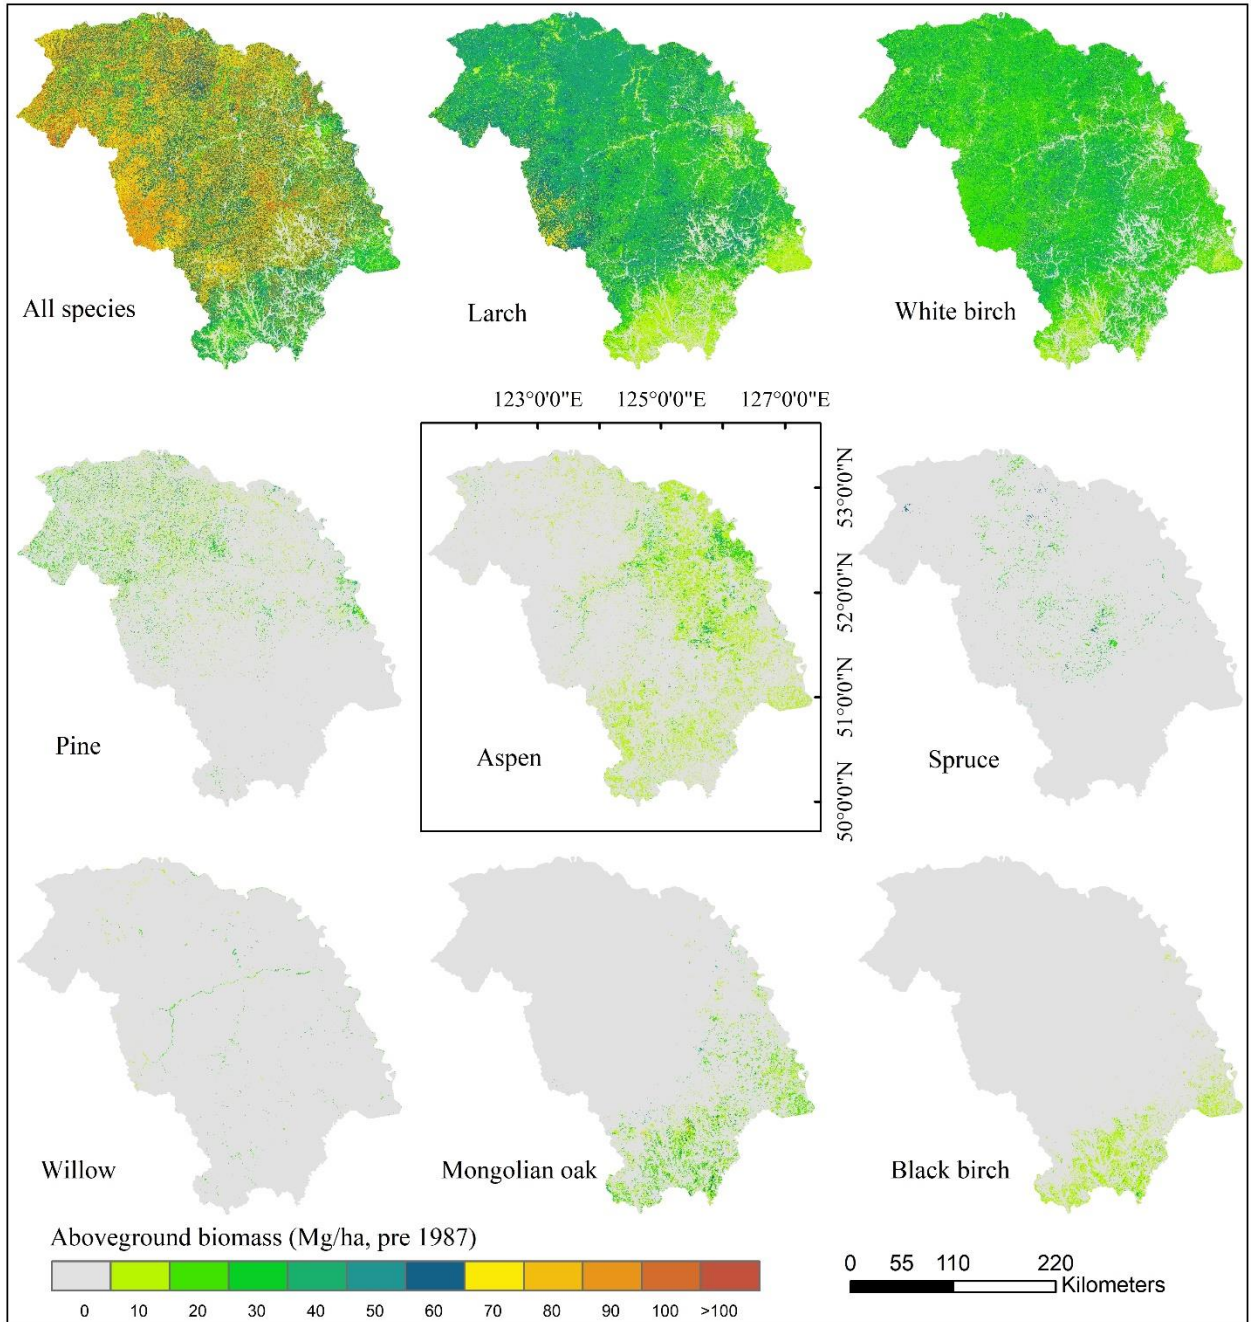 All species
Larch
White birch
123°0'0"E 125°0'0"E 127°0'0"E
53°0'0"N
52°0'0"N
51°0'0"N
50°0'0"N
Pine
Aspen
Spruce
Willow
Mongolian oak
Black birch
Aboveground biomass (Mg/ha, pre 1987)
0 10 20 30 40 50 60 70 80 90 100 >100
0 55 110 220
Kilometers